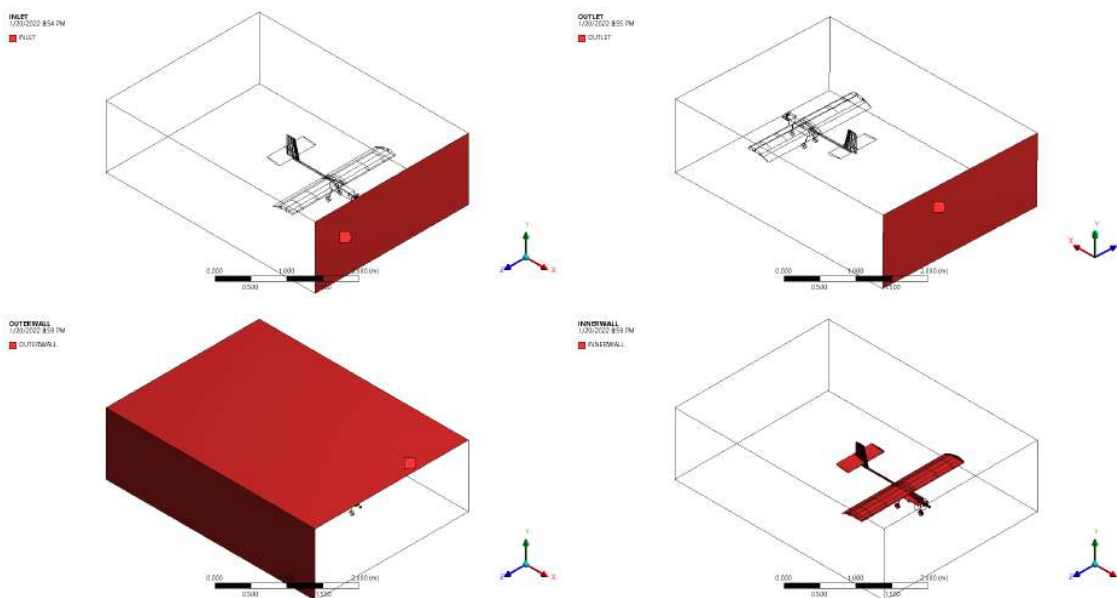 INLET
1/20/2022 8:54 PM
INLET
Y
Z
X
0.000
1.000
2.000 (m)
0.500
1.500
OUTLET
1/20/2022 8:55 PM
OUTLET
X
Y
0.000
1.000
2.000 (m)
0.500
1.500
OUTERWALL
1/20/2022 8:59 PM
OUTERWALL
Y
Z
X
0.000
1.000
2.000 (m)
0.500
1.500
INNERWALL
1/20/2022 8:59 PM
INNERWALL
Y
Z
X
0.000
1.000
2.000 (m)
0.500
1.500